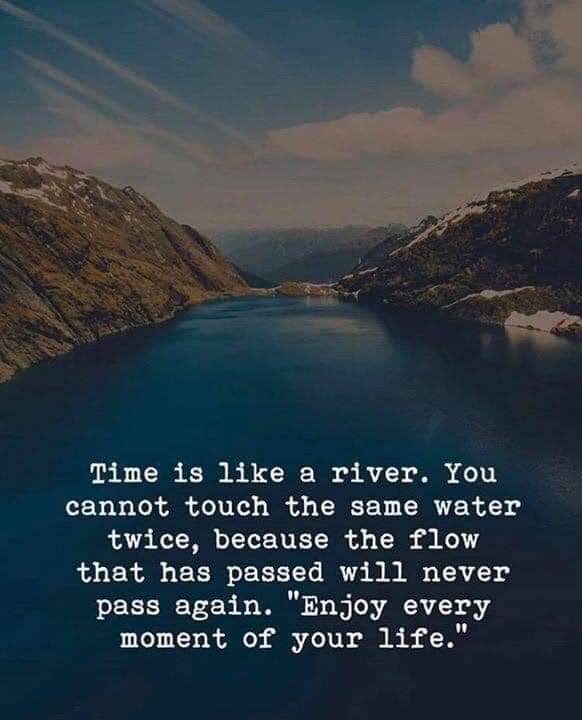 Time is like a river. You
cannot touch the same water
twice, because the flow
that has passed will never
pass again. "Enjoy every
moment of your life."